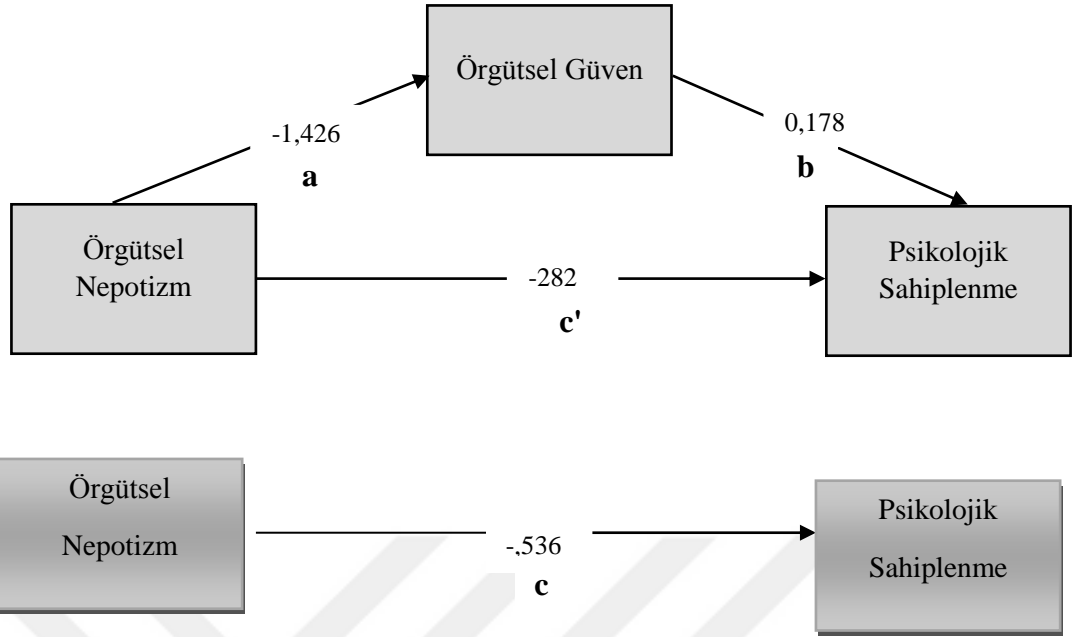 Örgütsel Güven
-1,426
a
0,178
b
Örgütsel
Nepotizm
-282
c'
Psikolojik
Sahiplenme
Örgütsel
Nepotizm
-,536
c
Psikolojik
Sahiplenme